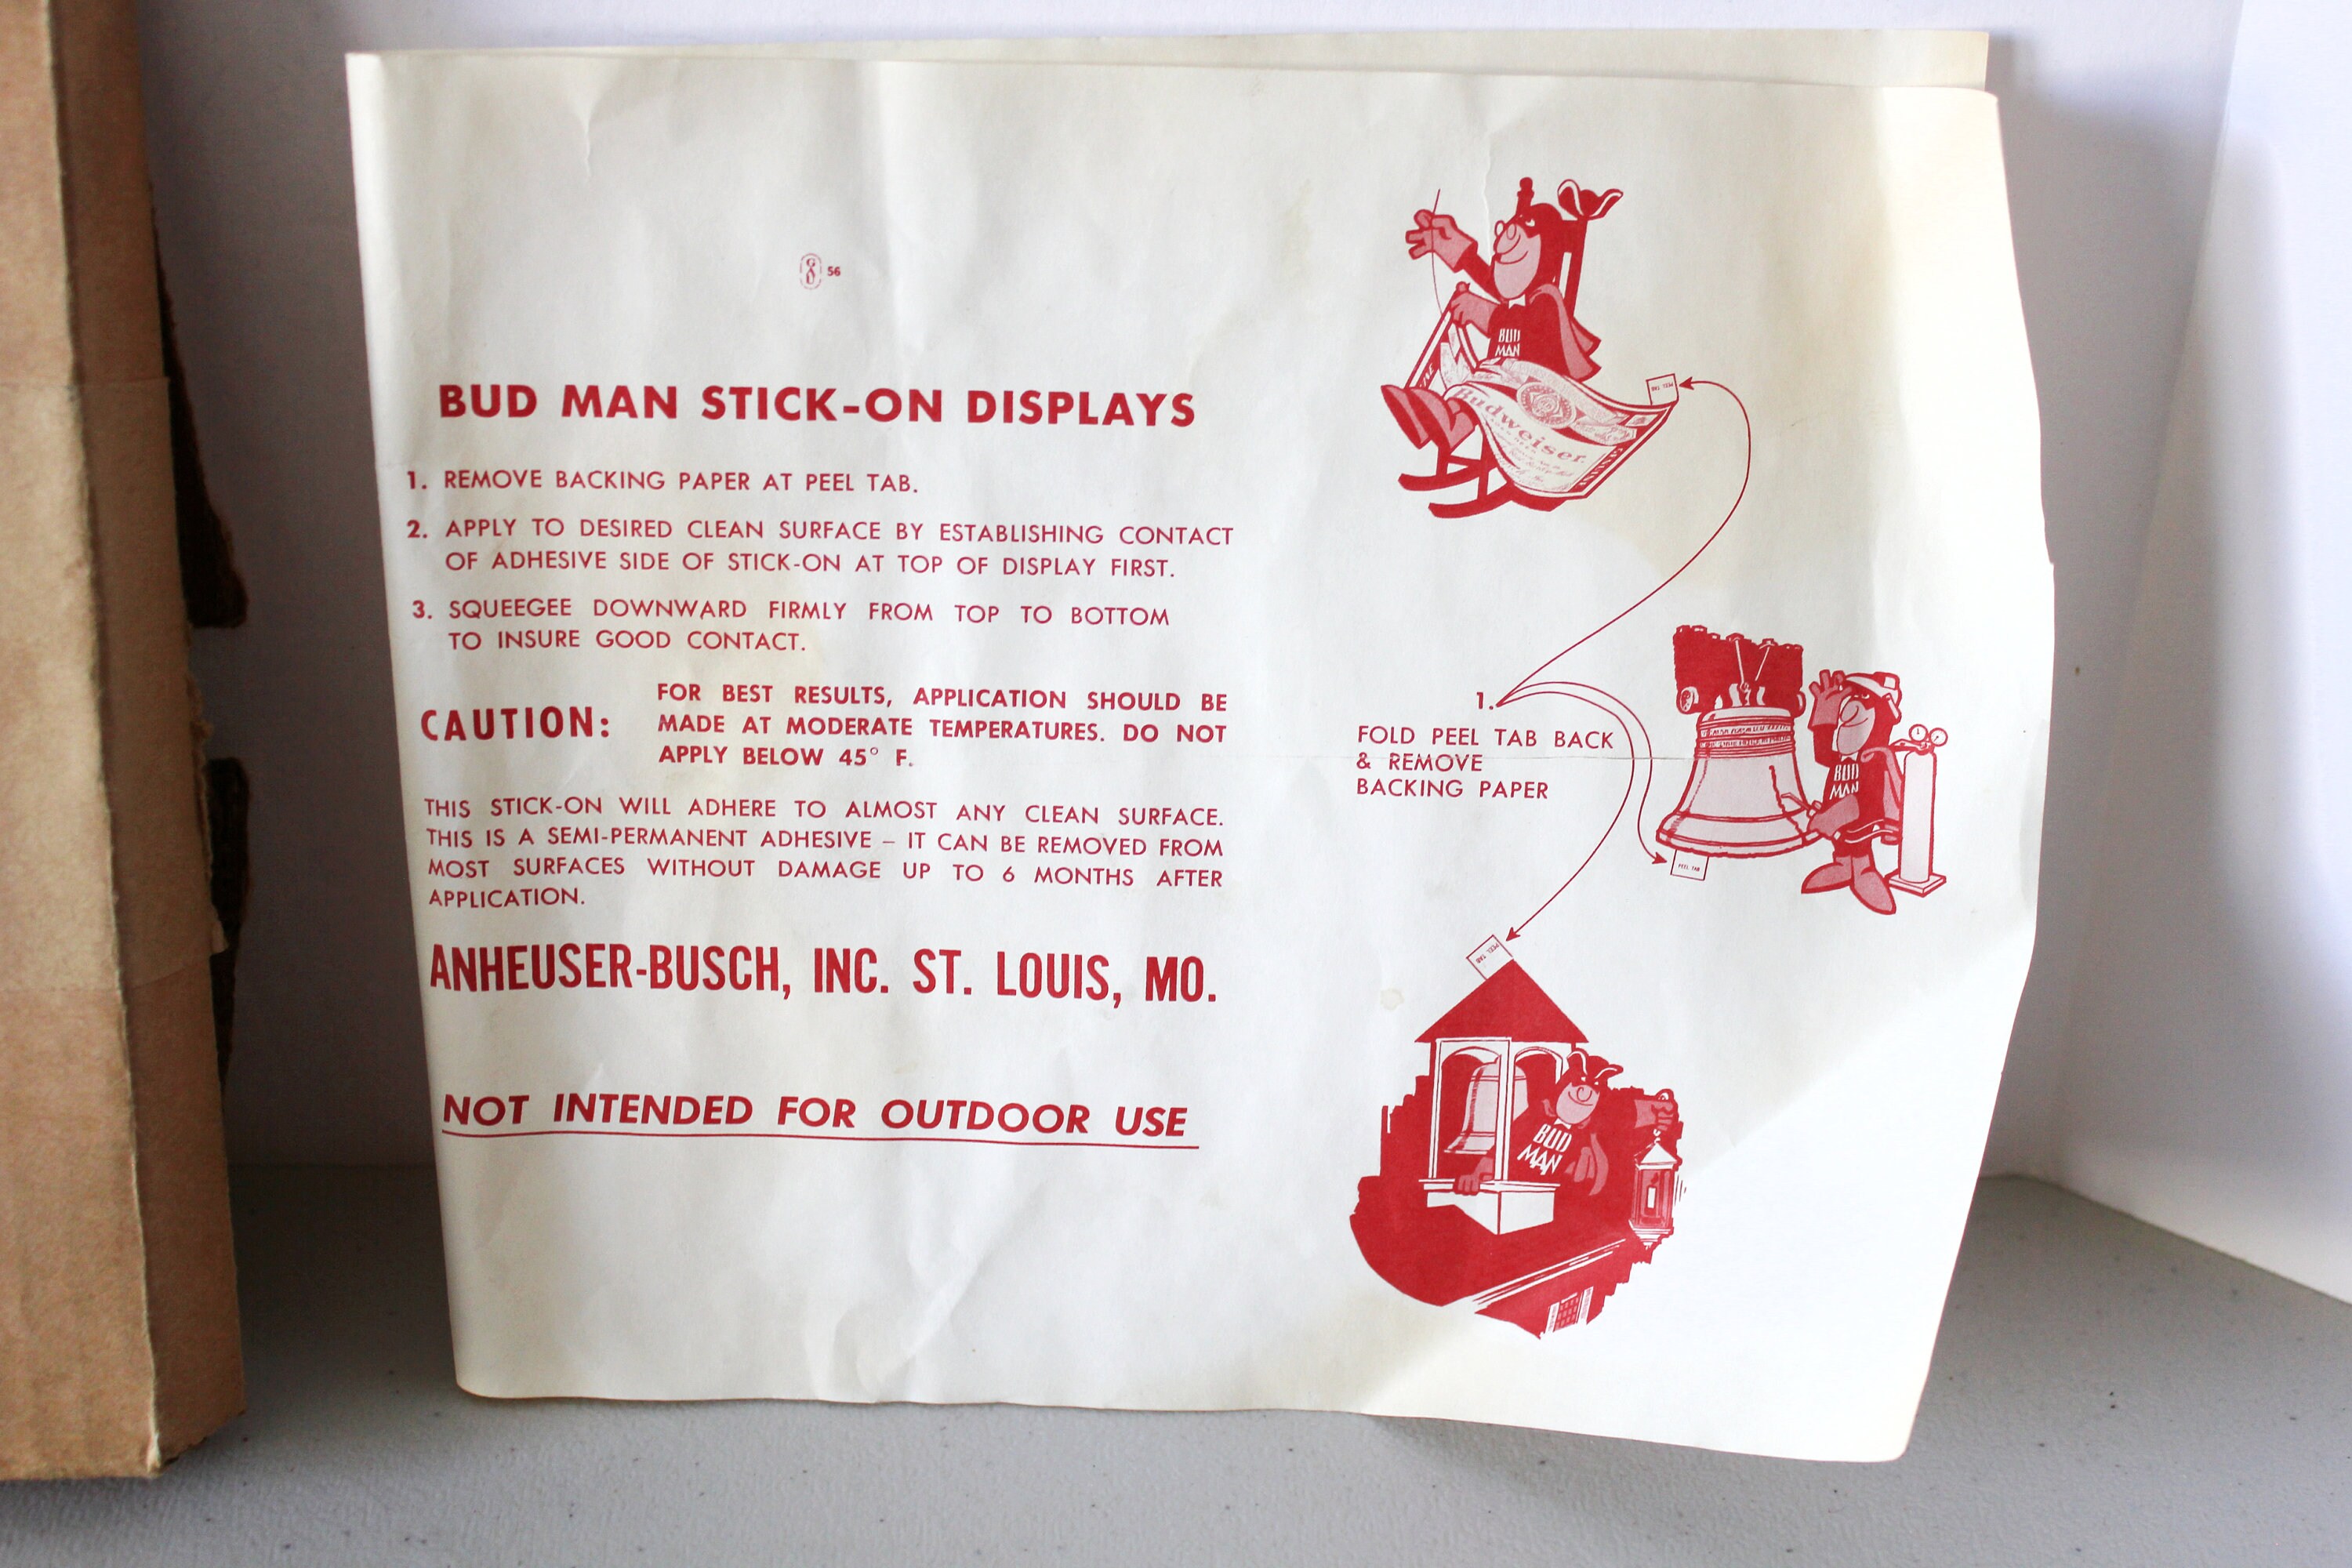 56
BUD MAN STICK-ON DISPLAYS
1. REMOVE BACKING PAPER AT PEEL TAB.
2. APPLY TO DESIRED CLEAN SURFACE BY ESTABLISHING CONTACT
OF ADHESIVE SIDE OF STICK-ON AT TOP OF DISPLAY FIRST.
3. SQUEEGEE DOWNWARD FIRMLY FROM TOP TO BOTTOM
TO INSURE GOOD CONTACT.
CAUTION:
FOR BEST RESULTS, APPLICATION SHOULD BE
MADE AT MODERATE TEMPERATURES. DO NOT
APPLY BELOW 45° F.
THIS STICK-ON WILL ADHERE TO ALMOST ANY CLEAN SURFACE.
THIS IS A SEMI-PERMANENT ADHESIVE – IT CAN BE REMOVED FROM
MOST SURFACES WITHOUT DAMAGE UP TO 6 MONTHS AFTER
APPLICATION.
ANHEUSER-BUSCH, INC. ST. LOUIS, MO.
NOT INTENDED FOR OUTDOOR USE
BUD
MAN
PEEL TAB
Budweiser
1.
FOLD PEEL TAB BACK
& REMOVE
BACKING PAPER
BUD
MAN
PEEL TAB
PEEL TAB
BUD
MAN